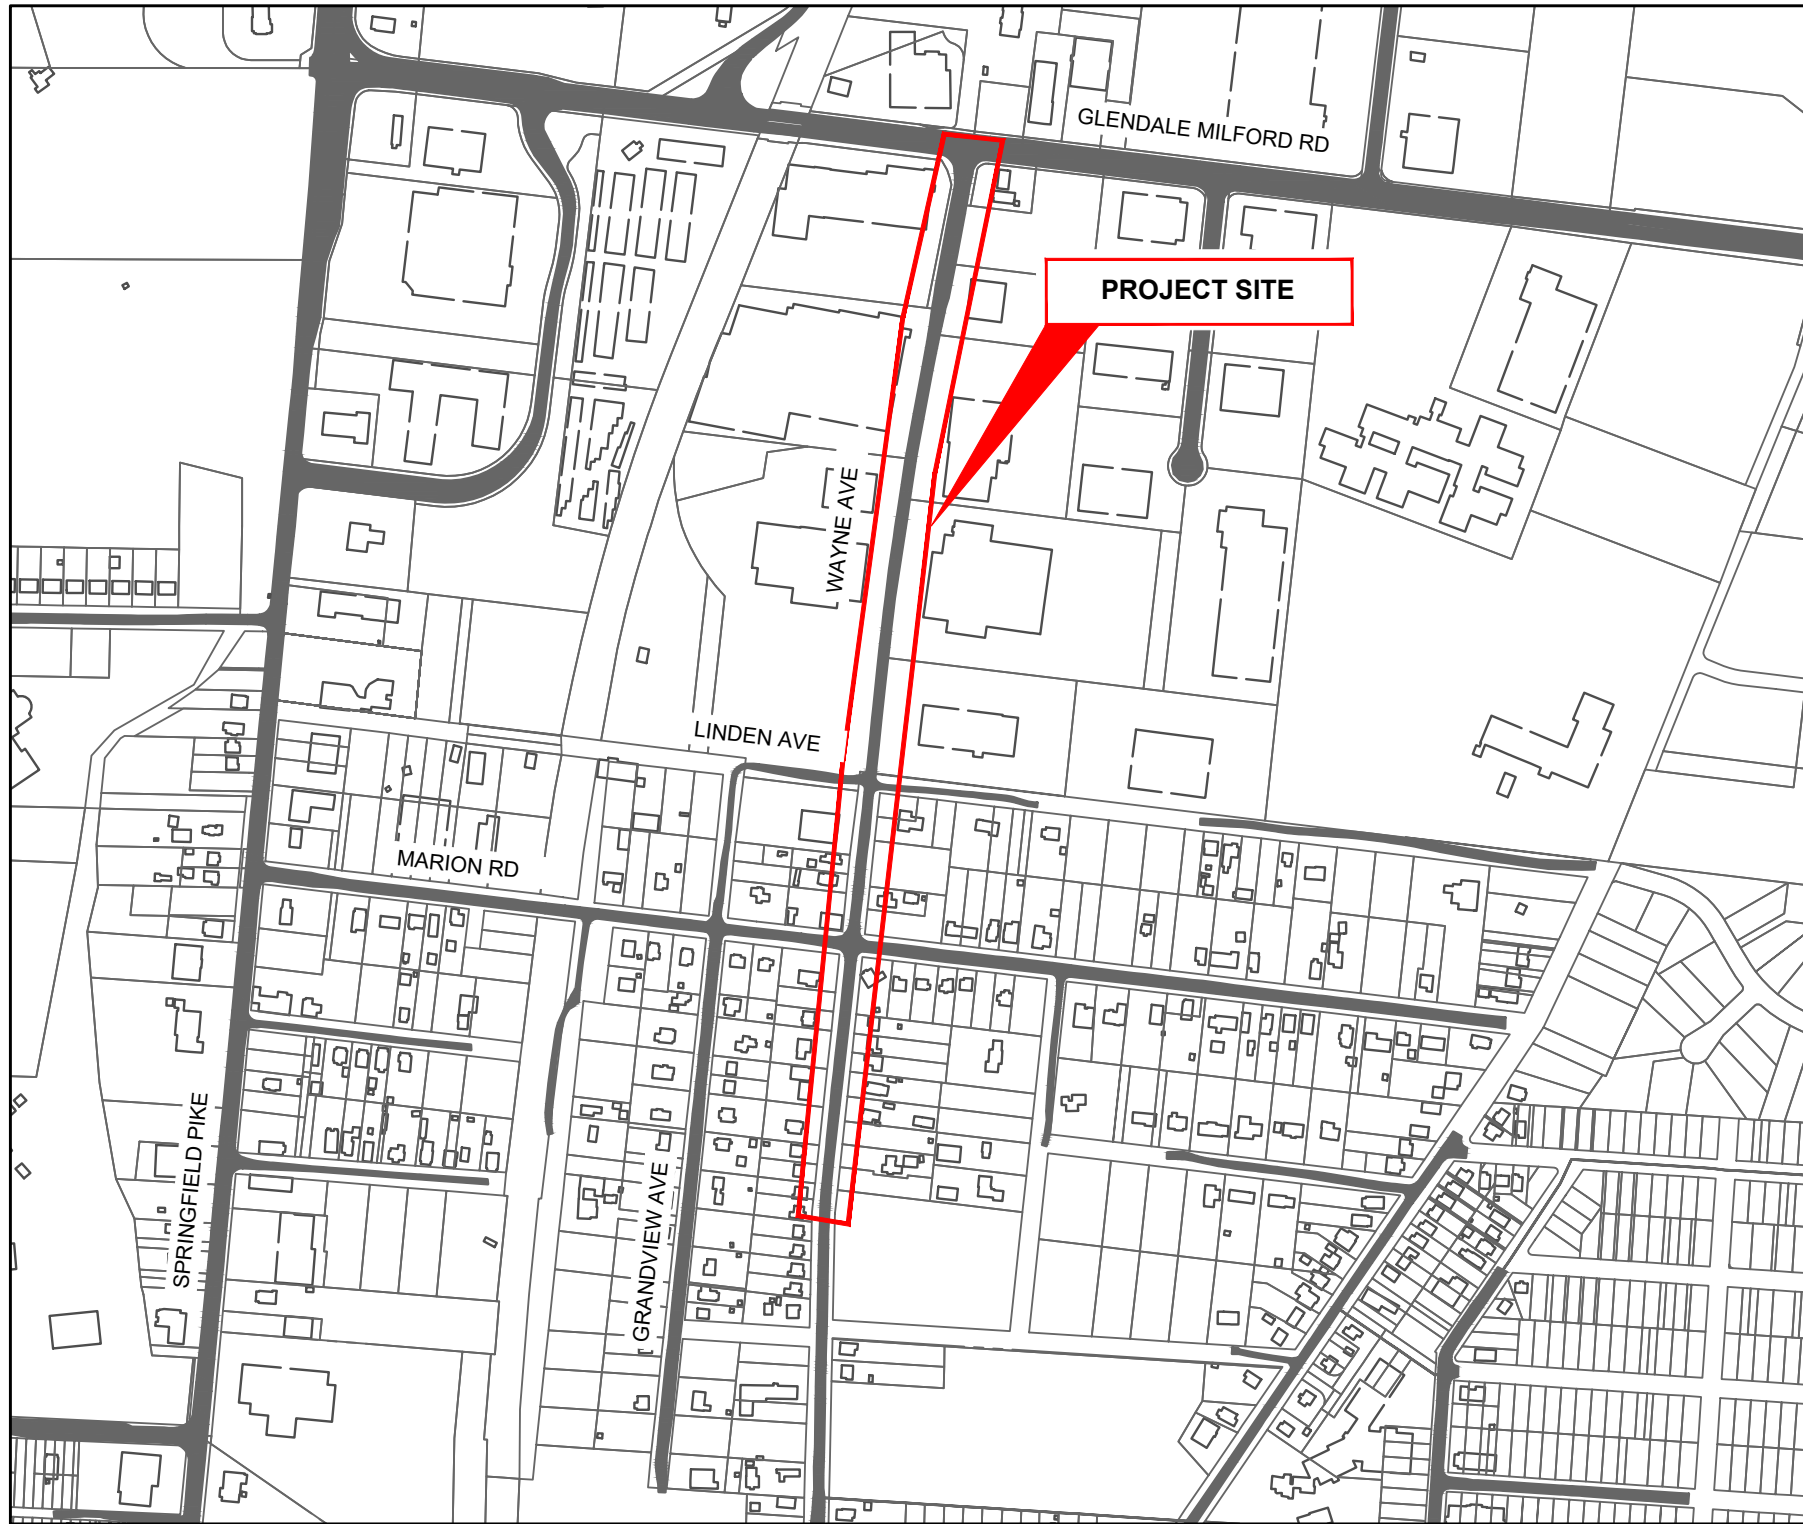 GLENDALE MILFORD RD
PROJECT SITE
WAYNE AVE
LINDEN AVE
MARION RD
SPRINGFIELD PIKE
GRANDVIEW AVE